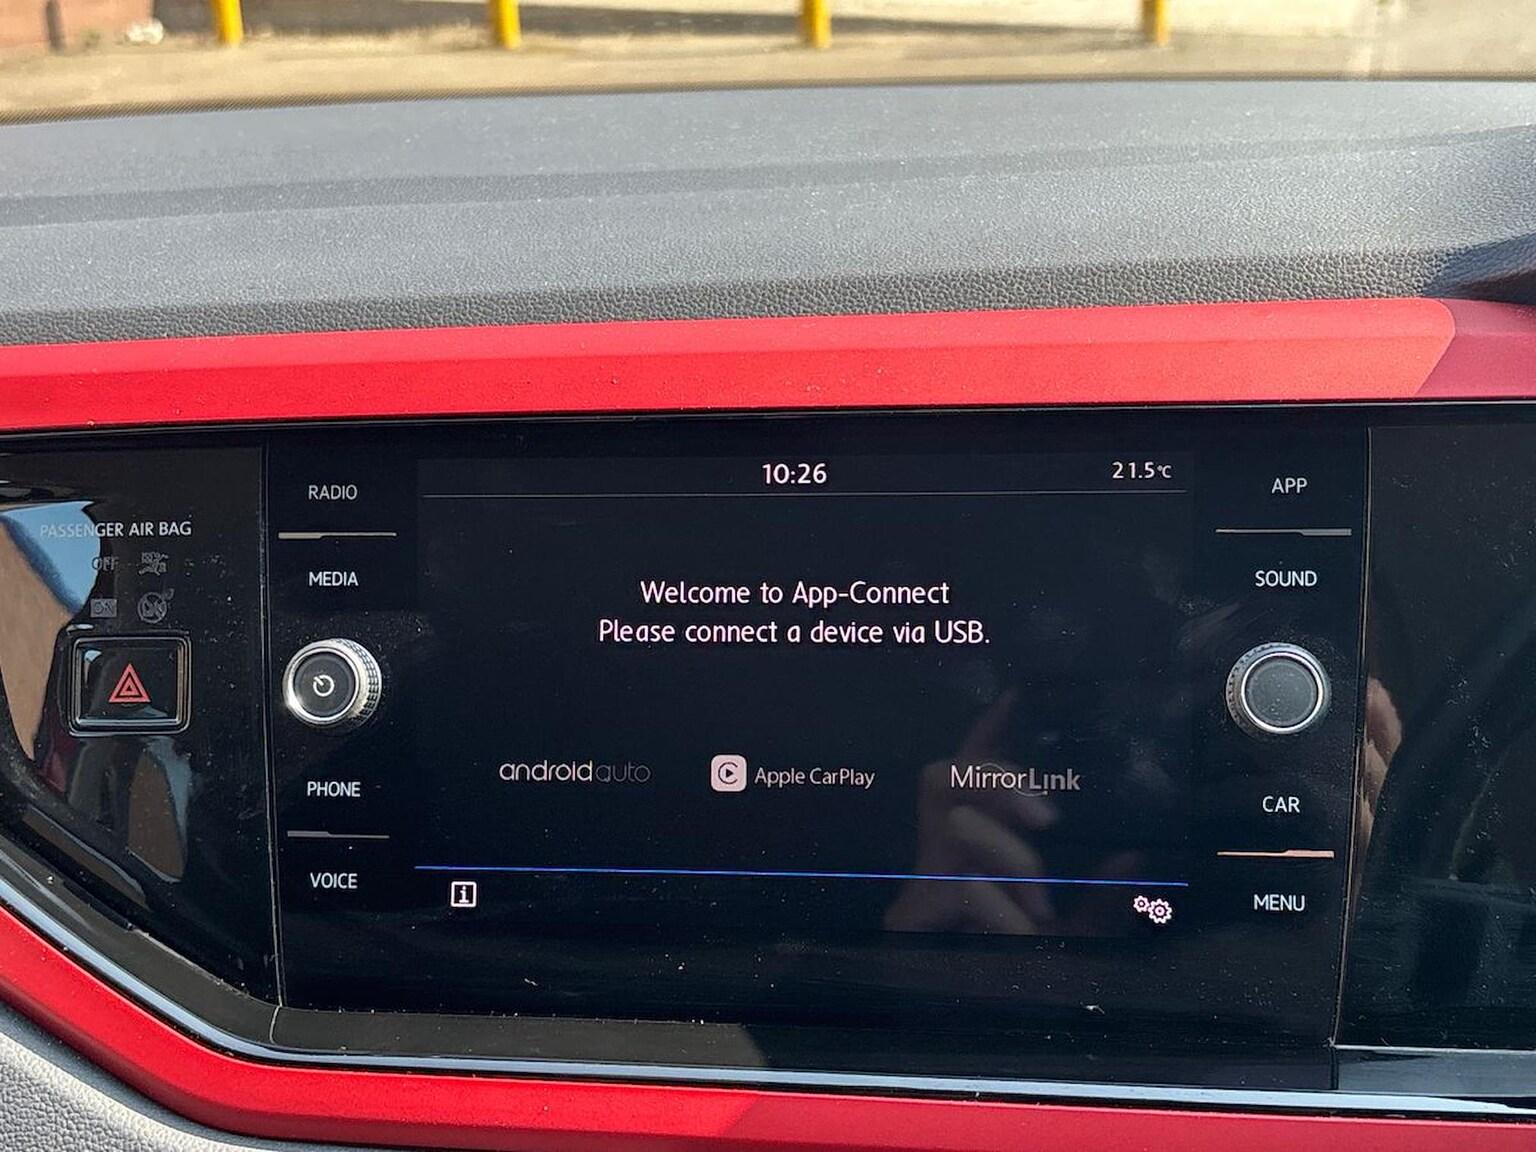 10:26
21.5°C
RADIO
APP
PASSENGER AIR BAG
OFF
ON
MEDIA
SOUND
Welcome to App-Connect
Please connect a device via USB.
androidauto
Apple CarPlay
MirrorLink
PHONE
CAR
VOICE
MENU
i